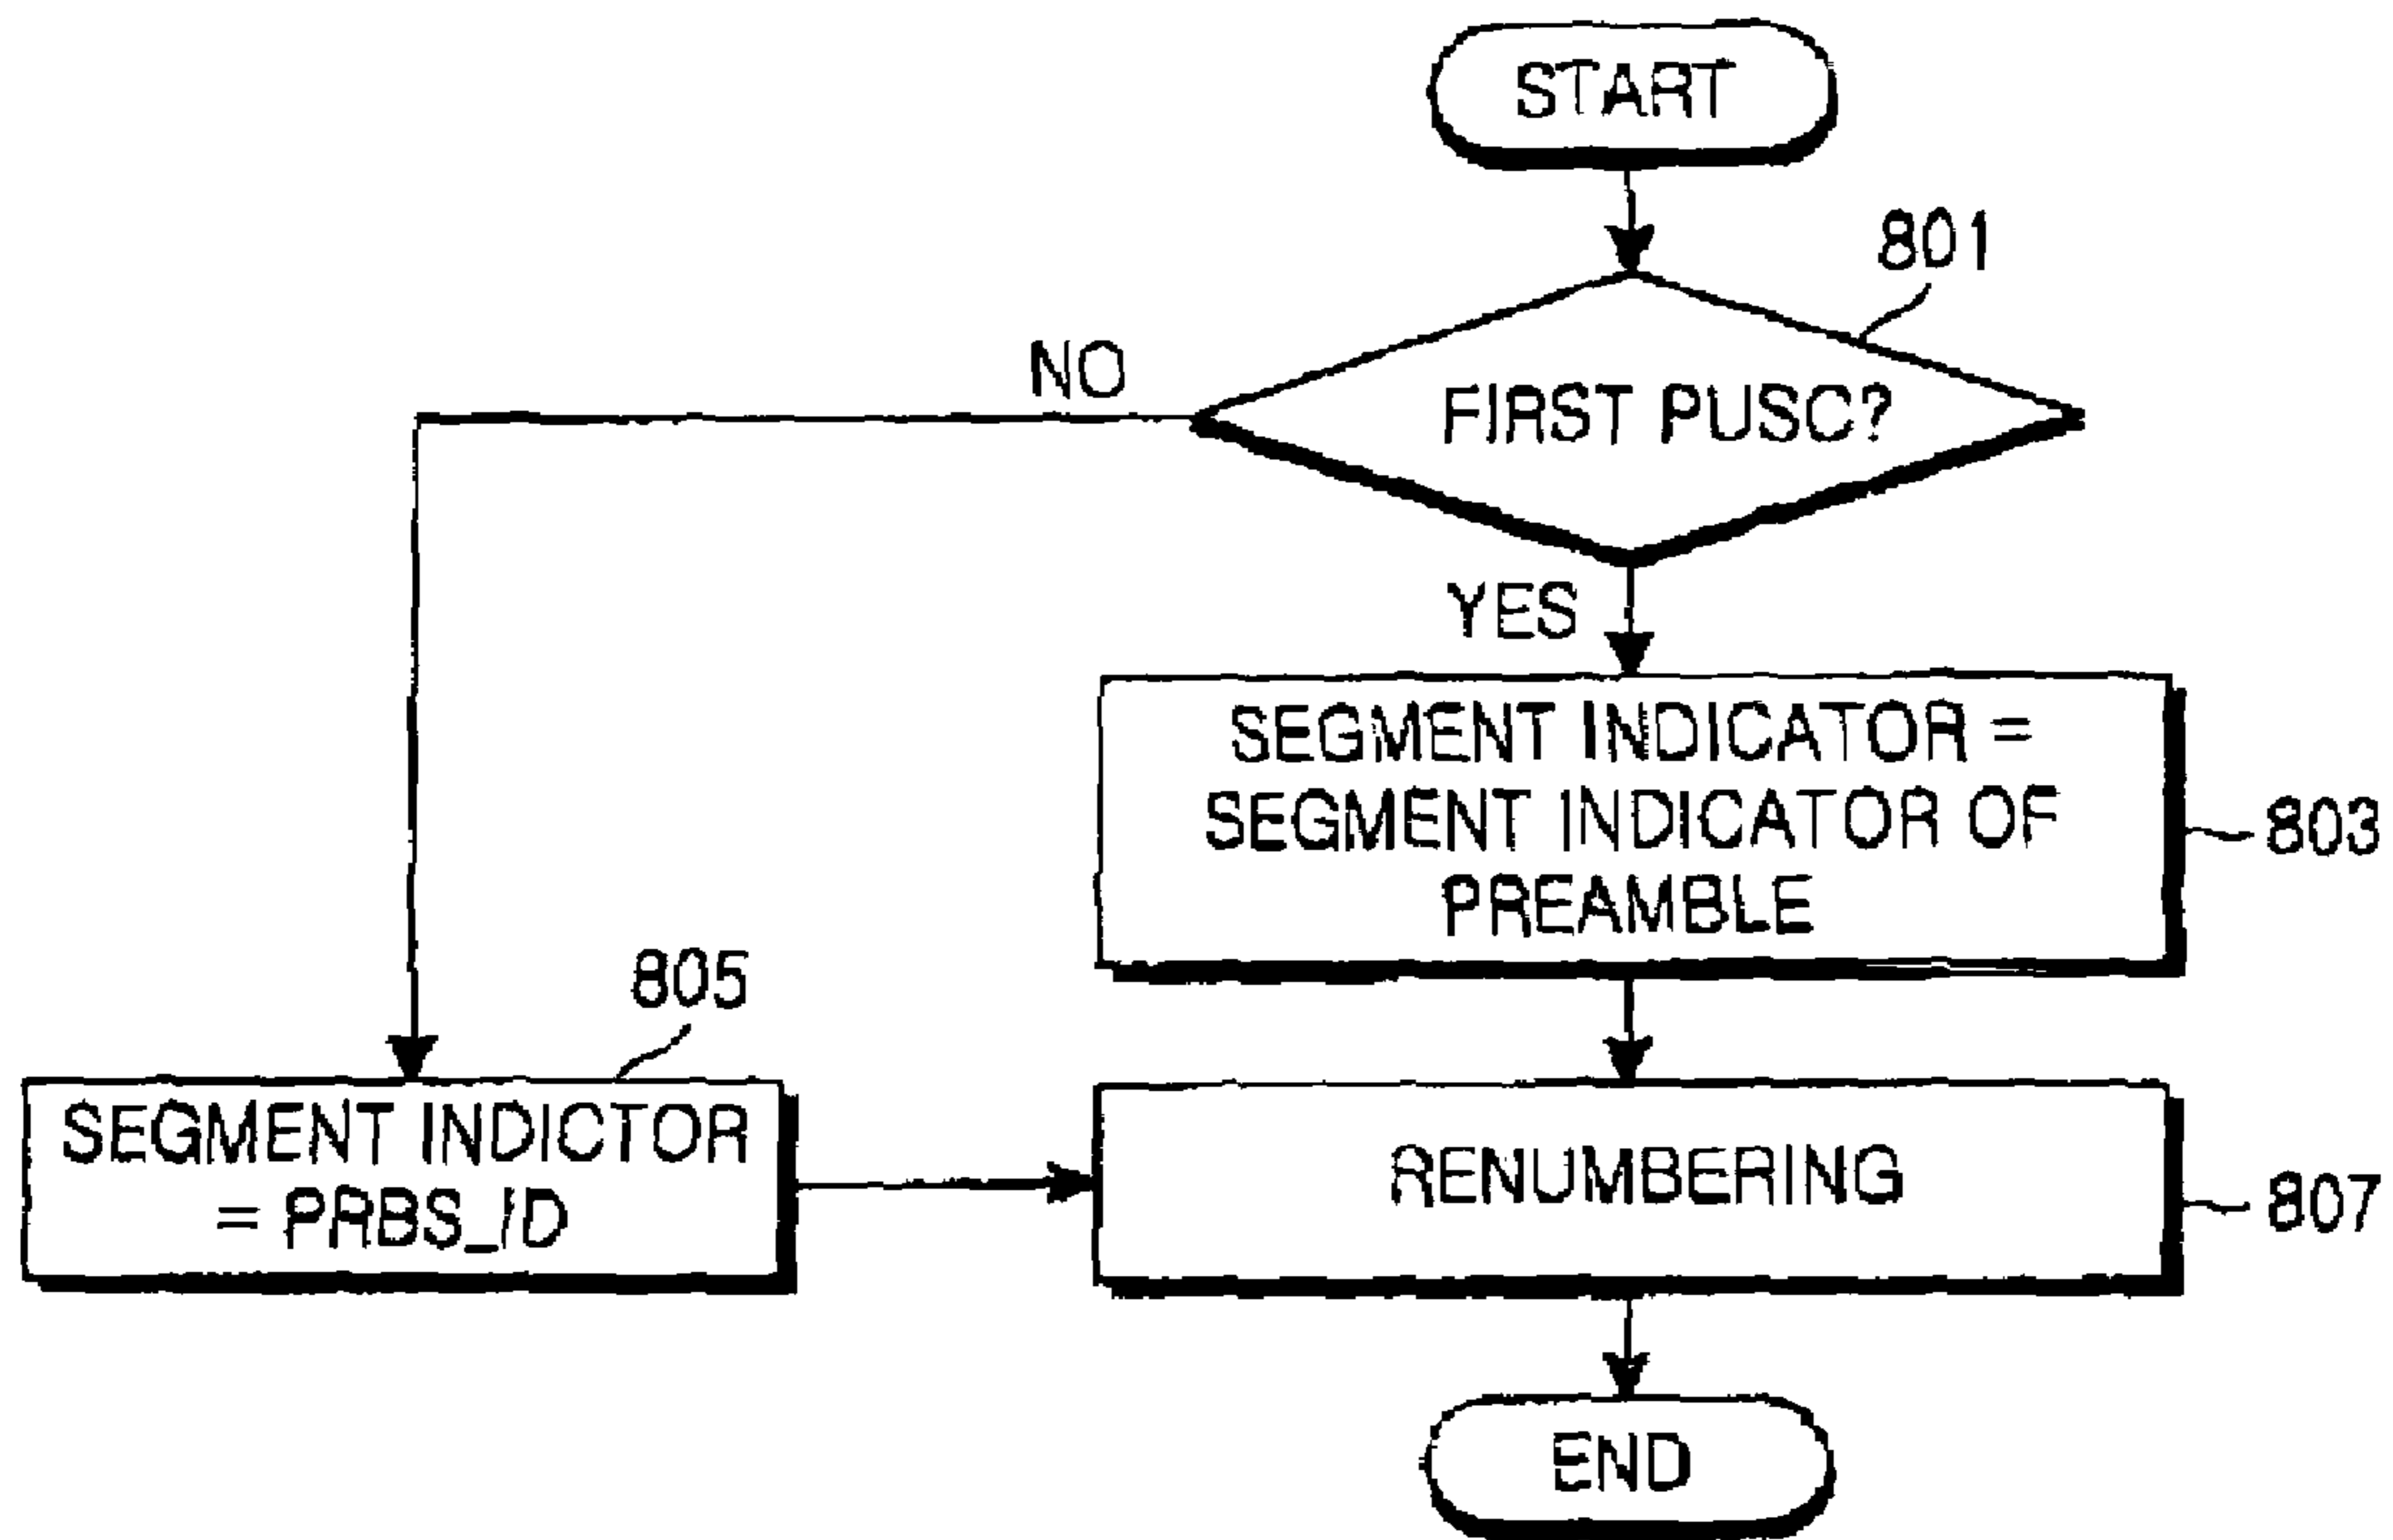 START
801
NO
FIRST PUSC?
YES
SEGMENT INDICATOR =
SEGMENT INDICATOR OF
PREAMBLE
803
805
SEGMENT INDICTOR
= PRBS_ID
RENUMBERING
807
END